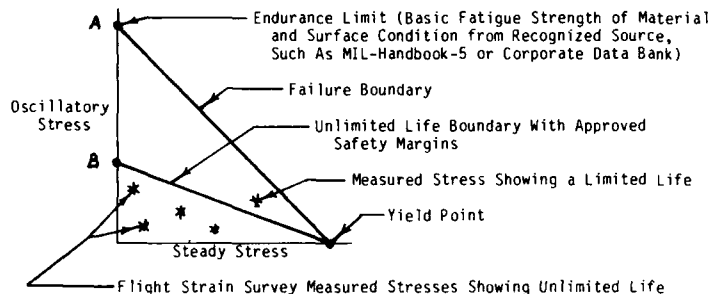 A
Endurance Limit (Basic Fatigue Strength of Material
and Surface Condition from Recognized Source,
Such As MIL-Handbook-5 or Corporate Data Bank)
Failure Boundary
Oscillatory
Stress
Unlimited Life Boundary With Approved
Safety Margins
B
Measured Stress Showing a Limited Life
Yield Point
Steady Stress
Flight Strain Survey Measured Stresses Showing Unlimited Life